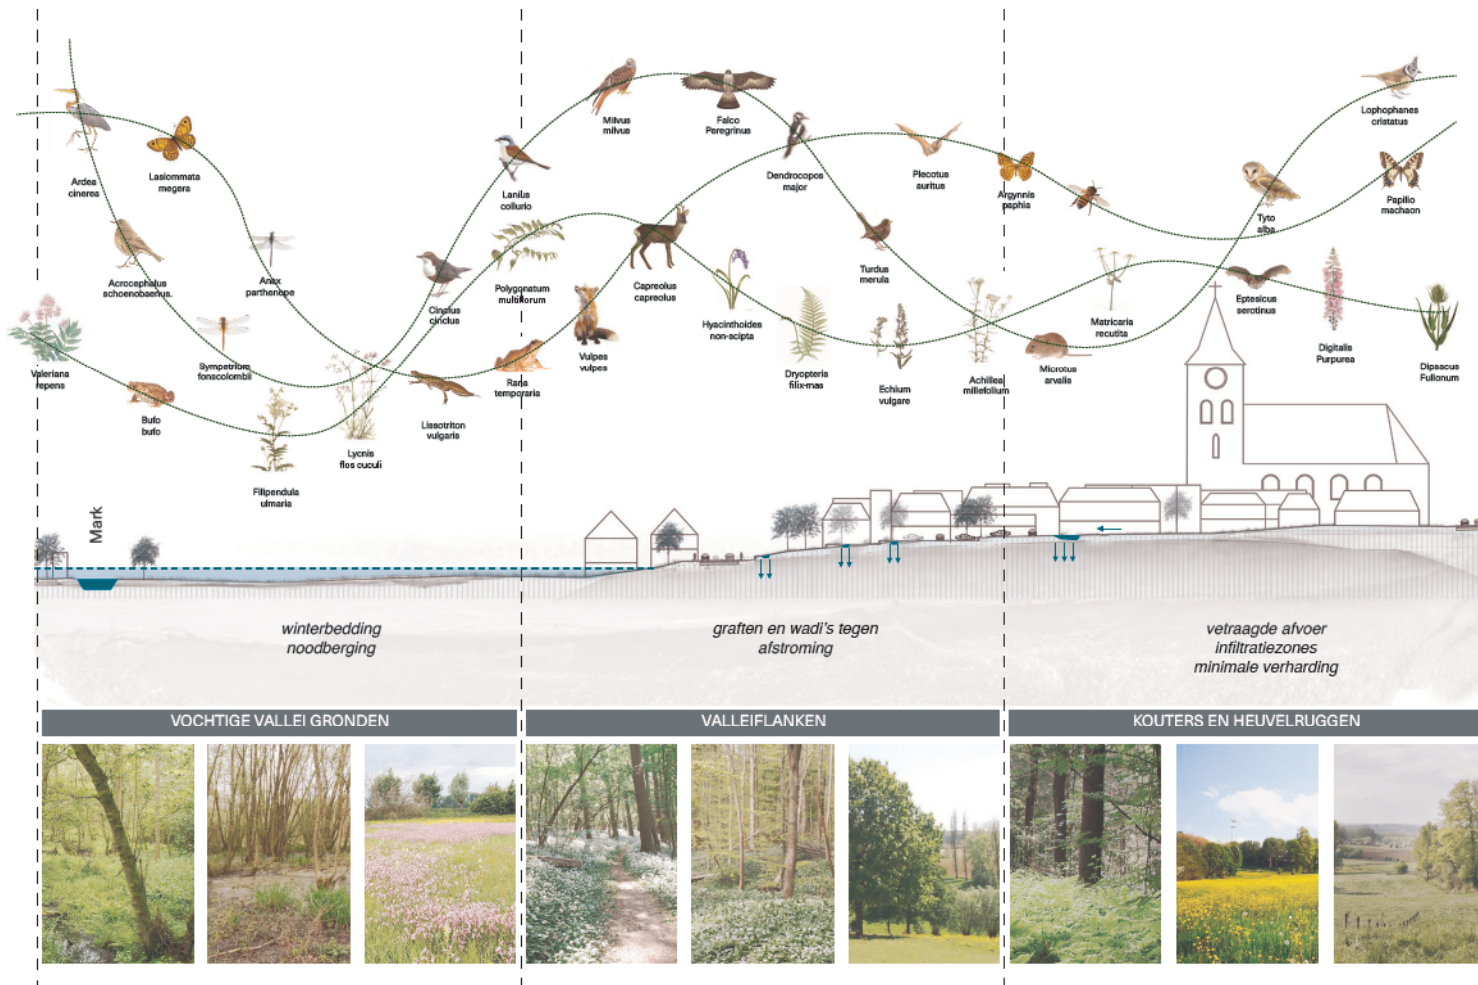 Ardea
cinerea
Lasiommata
megera
Acrocephalus
schoenobaenus.
Anax
parthenope
Valeriana
repens
Sympetrium
fonscolombii
Bufo
bufo
Filipendula
ulmaria
Lycnis
flos cuculi
Lissotriton
vulgaris
Cinclus
cinclus
Lanius
collurio
Polygonatum
multiflorum
Rana
temporaria
Milvus
milvus
Falco
Peregrinus
Vulpes
vulpes
Capreolus
capreolus
Hyacinthoides
non-scipta
Dendrocopos
major
Dryopteria
filix-mas
Turdus
merula
Echium
vulgare
Plecotus
auritus
Achillea
millefolium
Argynnis
paphia
Microtus
arvalis
Matricaria
recutita
Tyto
alba
Eptesicus
serotinus
Digitalis
Purpurea
Lophophanes
cristatus
Papilio
machaon
Dipsacus
Fullonum
Mark
winterbedding
noodberging
graften en wadi's tegen
afstroming
vetraagde afvoer
infiltratiezones
minimale verharding
VOCHTIGE VALLEI GRONDEN
VALLEIFLANKEN
KOUTERS EN HEUVELRUGGEN